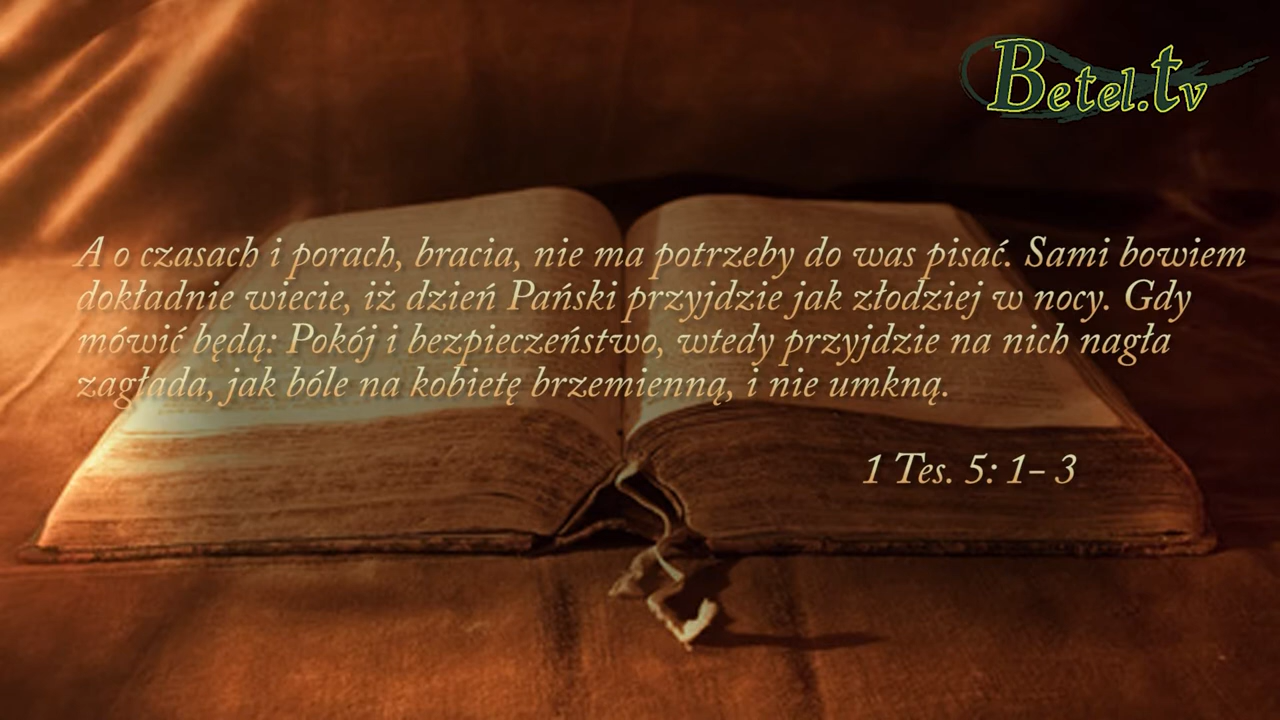 Betel.tv
A o czasach i porach, bracia, nie ma potrzeby do was pisać. Sami bowiem
dokładnie wiecie, iż dzień Pański przyjdzie jak złodziej w nocy. Gdy
mówić będą: Pokój i bezpieczeństwo, wtedy przyjdzie na nich nagła
zagłada, jak bóle na kobietę brzemienną, i nie umkną.
1 Tes. 5: 1- 3